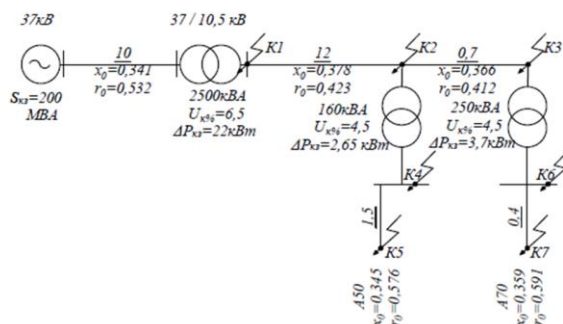 37кВ
37 / 10,5 кВ
K1
K2
K3
10
12
0,7
x₀=0,341
r₀=0,532
x₀=0,378
r₀=0,423
x₀=0,366
r₀=0,412
Sкз=200
МВА
2500кВА
Uк%=6,5
ΔPкз=22кВт
160кВА
Uк%=4,5
ΔPкз=2,65 кВт
250кВА
Uк%=4,5
ΔPкз=3,7кВт
K4
K6
1,5
0,4
K5
K7
А50
x₀=0,345
r₀=0,576
А70
x₀=0,359
r₀=0,591